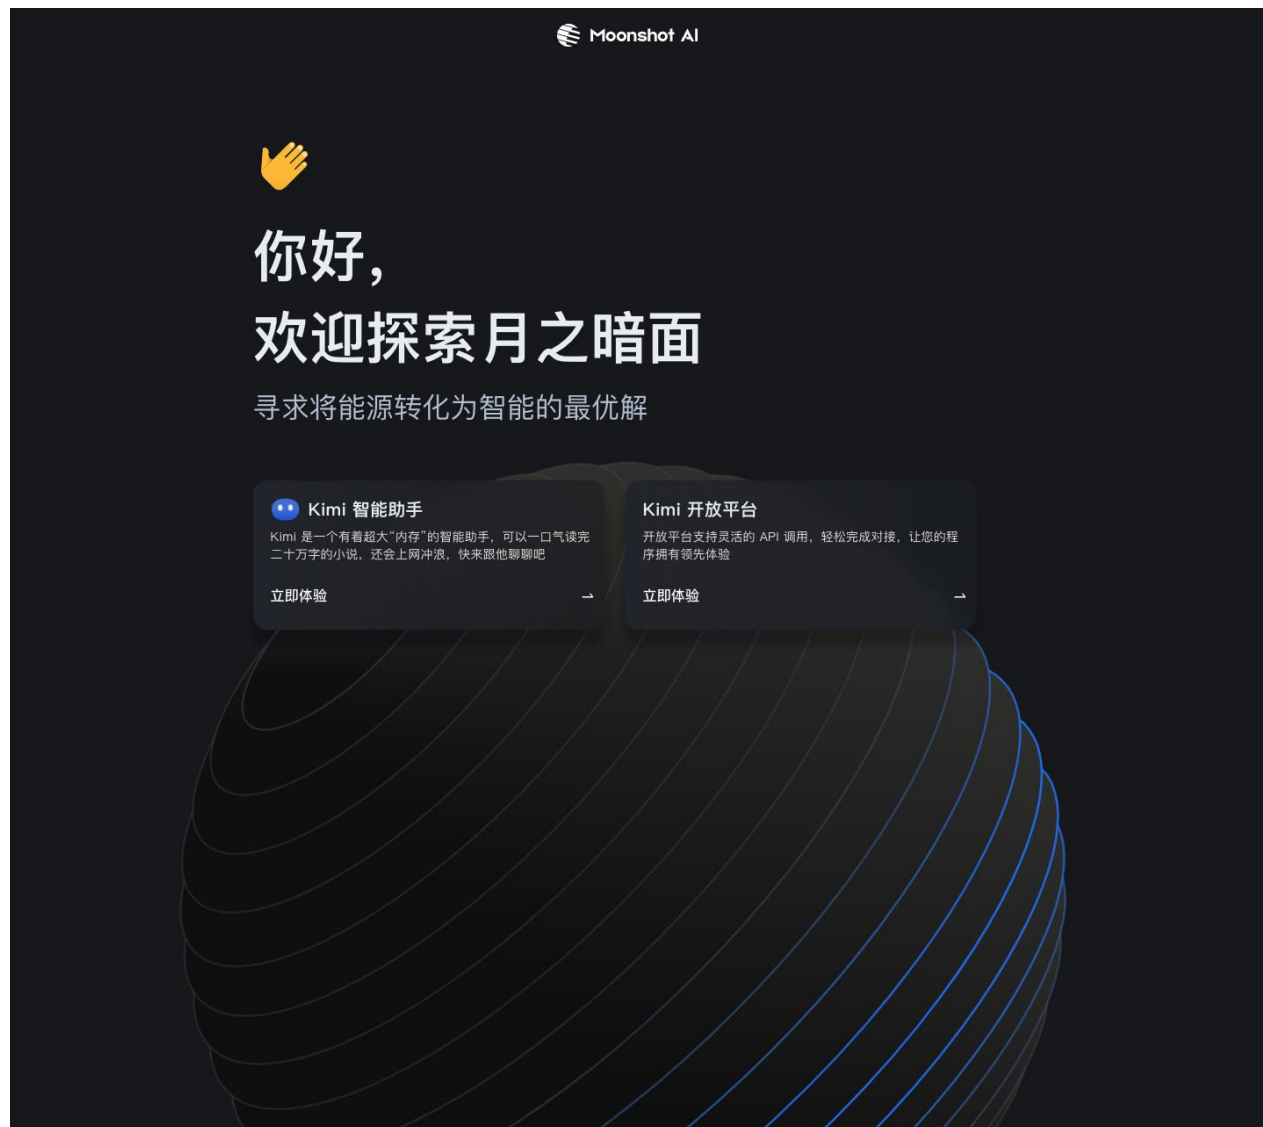 Moonshot AI
你好，
欢迎探索月之暗面
寻求将能源转化为智能的最优解
Kimi 智能助手
Kimi 是一个有着超大“内存”的智能助手，可以一口气读完
二十万字的小说，还会上网冲浪，快来跟他聊聊吧
立即体验
Kimi 开放平台
开放平台支持灵活的 API 调用，轻松完成对接，让您的程
序拥有领先体验
立即体验